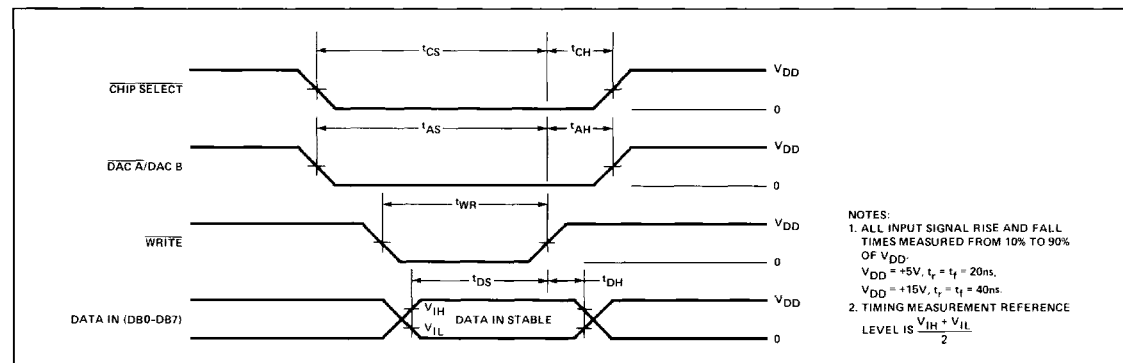 tCS
tCH
CHIP SELECT
VDD
0
tAS
tAH
DAC A/DAC B
VDD
0
tWR
WRITE
VDD
0
tDS
tDH
DATA IN (DB0-DB7)
VIH
VIL
DATA IN STABLE
VDD
0
NOTES:
1. ALL INPUT SIGNAL RISE AND FALL
TIMES MEASURED FROM 10% TO 90%
OF VDD.
VDD = +5V, tr = tf = 20ns,
VDD = +15V, tr = tf = 40ns.
2. TIMING MEASUREMENT REFERENCE
LEVEL IS VIH + VIL
2